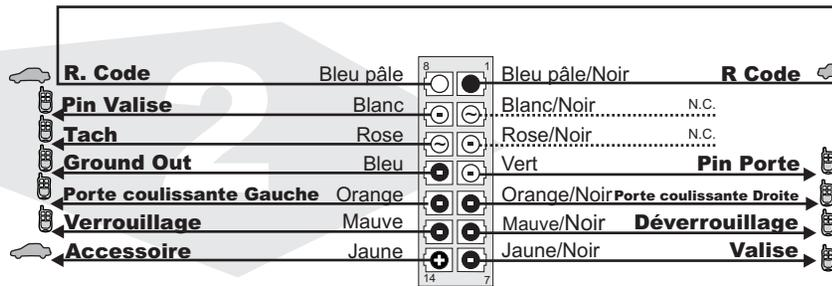 8 1
R. Code Bleu pâle Bleu pâle/Noir R Code
Pin Valise Blanc Blanc/Noir N.C.
Tach Rose Rose/Noir N.C.
Ground Out Bleu Vert Pin Porte
Porte coulissante Gauche Orange Orange/Noir Porte coulissante Droite
Verrouillage Mauve Mauve/Noir Déverrouillage
Accessoire Jaune Jaune/Noir Valise
14 7
2